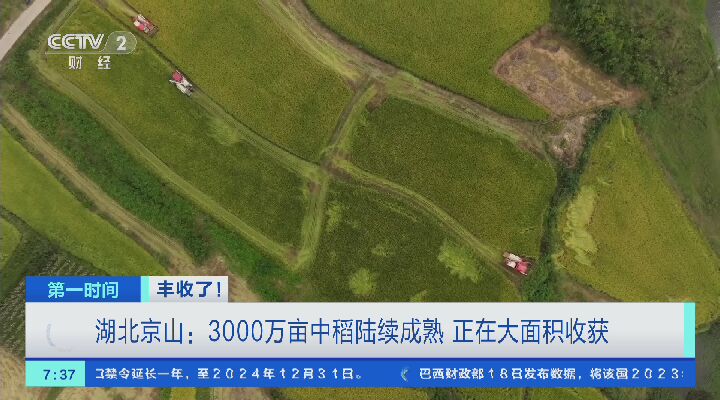 CCTV 2
财经
第一时间
丰收了!
湖北京山：3000万亩中稻陆续成熟 正在大面积收获
7:37
口禁令延长一年，至2024年12月31日。 巴西财政部18日发布数据，将该国2023